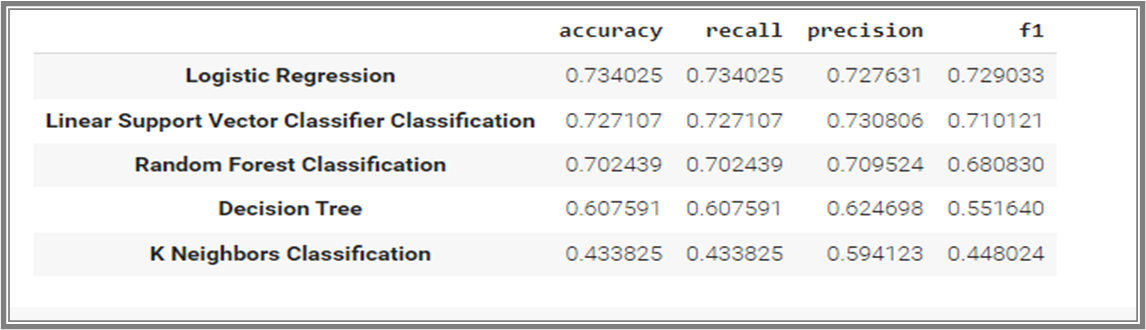 accuracy recall precision f1
Logistic Regression 0.734025 0.734025 0.727631 0.729033
Linear Support Vector Classifier Classification 0.727107 0.727107 0.730806 0.710121
Random Forest Classification 0.702439 0.702439 0.709524 0.680830
Decision Tree 0.607591 0.607591 0.624698 0.551640
K Neighbors Classification 0.433825 0.433825 0.594123 0.448024